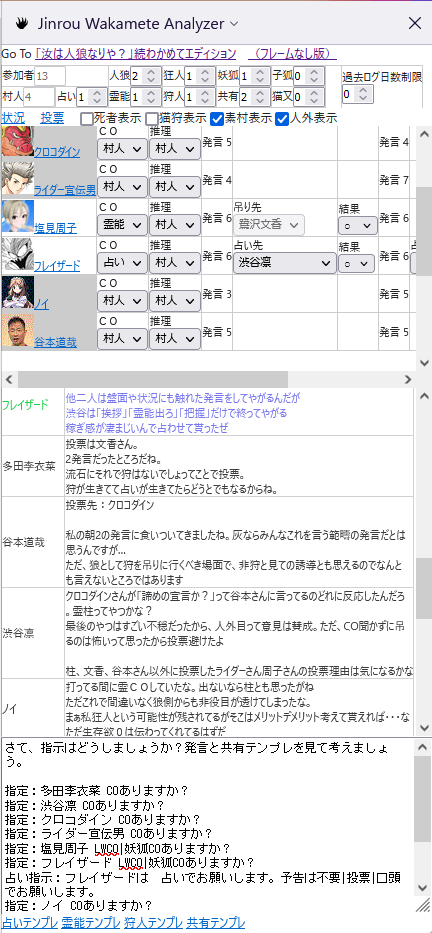 Jinrou Wakamete Analyzer
Go To 「汝は人狼なりや？」続わかめてエディション （フレームなし版）
参加者 13 人狼 2 狂人 1 妖狐 1 子狐 0 過去ログ日数制限
村人 4 占い 1 霊能 1 狩人 1 共有 2 猫又 0 0
状況 投票 死者表示 猫狩表示 素村表示 人外表示
クロコダイン ＣＯ 村人 推理 村人 発言 5 発言 4
ライダー宣伝男 ＣＯ 村人 推理 村人 発言 4 発言 7
塩見周子 ＣＯ 霊能 推理 村人 発言 6 吊り先 鷺沢文香 結果 ○ 発言 6
フレイザード ＣＯ 占い 推理 村人 発言 6 占い先 渋谷凛 結果 ○ 発言 6 占
ノイ ＣＯ 村人 推理 村人 発言 3 発言 5
谷本道哉 ＣＯ 村人 推理 村人 発言 5 発言 5
フレイザード
他二人は盤面や状況にも触れた発言をしてやがるんだが
渋谷は「挨拶」「霊能出ろ」「把握」だけで終ってやがる
稼ぎ感が凄まじいんで占わせて貰ったぜ
多田李衣菜
投票は文香さん。
2発言だったところだね。
流石にそれで狩はないでしょってことで投票。
狩が生きてて占いが生きてたらどうとでもなるからね。
谷本道哉
投票先：クロコダイン
私の朝2の発言に食いついてきましたね。灰ならみんなこれを言う範疇の発言だとは
思うんですが...
ただ、狼として狩を吊りに行くべき場面で、非狩と見ての誘導とも思えるのでなんと
も言えないところではあります
渋谷凛
クロコダインさんが「諦めの宣言か？」って谷本さんに言ってるのどれに反応したんだろ
。霊柱ってやつかな？
最後のやつはすごい不穏だったから、人外目って意見は賛成。ただ、CO聞かずに吊
るのは怖いって思ったから投票避けたよ
柱、文香、谷本さん以外に投票したライダーさん周子さんの投票理由は気になるかな
ノイ
打ってる間に霊ＣＯしていたな。出ないなら柱とも思ったがね
ただこれで間違いなく狼側からも非役目が透けてしまったな。
まぁ私狂人という可能性が残されてるがそこはメリットデメリット考えて貰えれば・・・な
ただ生存欲０は伝わってくれてるはずだ
さて、指示はどうしましょうか？発言と共有テンプレを見て考えましょ
う。
指定：多田李衣菜 COありますか？
指定：渋谷凛 COありますか？
指定：クロコダイン COありますか？
指定：ライダー宣伝男 COありますか？
指定：塩見周子 LWCO|妖狐COありますか？
指定：フレイザード LWCO|妖狐COありますか？
占い指示：フレイザードは　占いでお願いします。予告は不要|投票|口頭
でお願いします。
指定：ノイ COありますか？
占いテンプレ 霊能テンプレ 狩人テンプレ 共有テンプレ